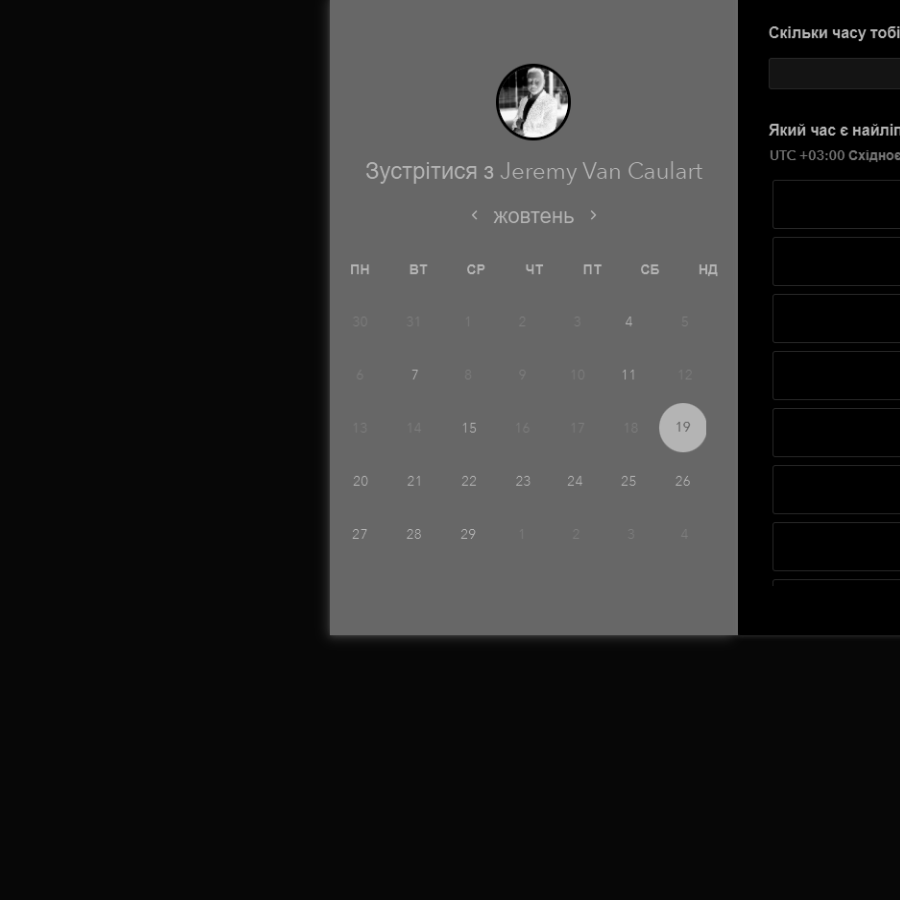 Скільки часу тобі
Зустрітися з Jeremy Van Caulart
жовтень
ПН ВТ СР ЧТ ПТ СБ НД
30 31 1 2 3 4 5
6 7 8 9 10 11 12
13 14 15 16 17 18 19
20 21 22 23 24 25 26
27 28 29 1 2 3 4
Який час є
UTC +03:00